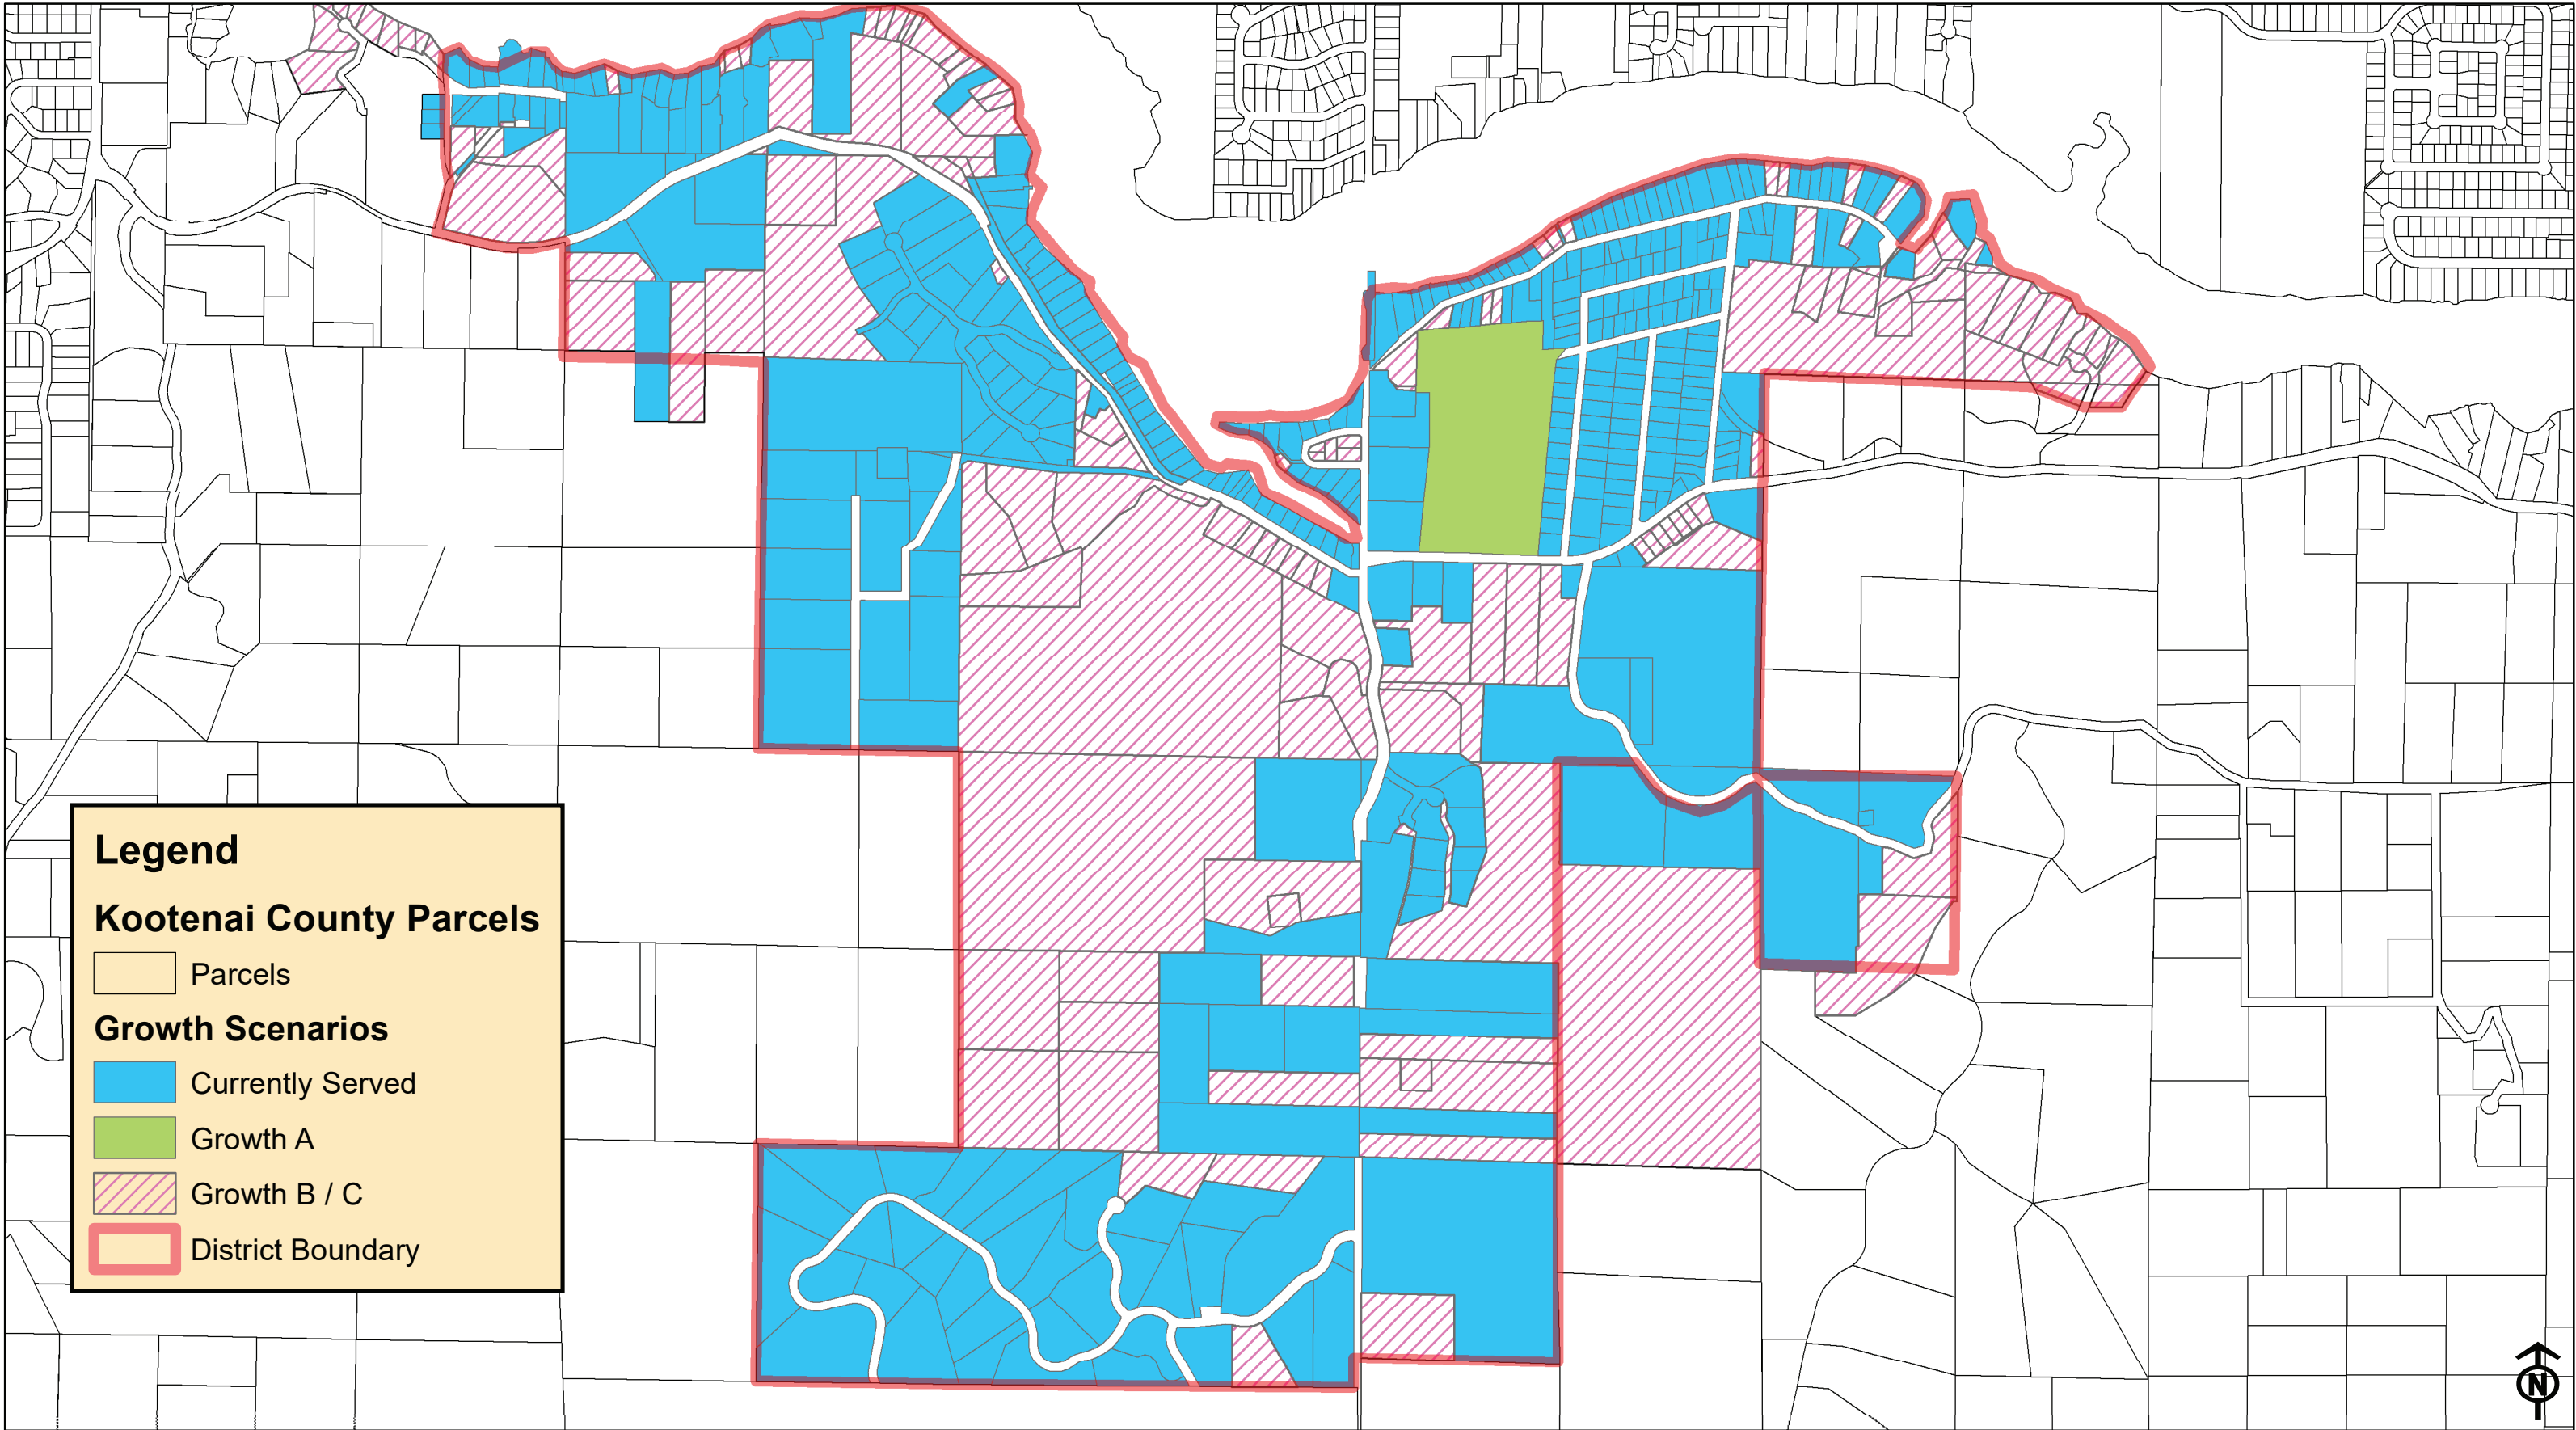 Legend
Kootenai County Parcels
Parcels
Growth Scenarios
Currently Served
Growth A
Growth B / C
District Boundary
N